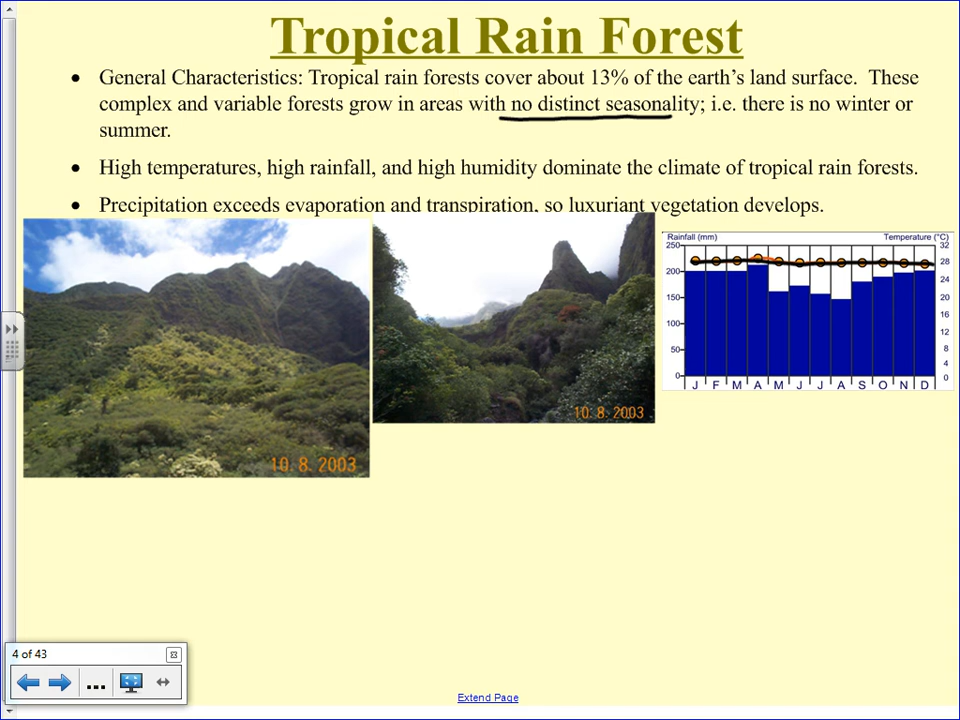 Tropical Rain Forest
• General Characteristics: Tropical rain forests cover about 13% of the earth’s land surface.  These
complex and variable forests grow in areas with no distinct seasonality; i.e. there is no winter or
summer.
• High temperatures, high rainfall, and high humidity dominate the climate of tropical rain forests.
• Precipitation exceeds evaporation and transpiration, so luxuriant vegetation develops.
10. 8. 2003
10. 8. 2003
Rainfall (mm) Temperature (°C)
250 32
28
200 24
150 20
16
100 12
50 8
4
0 0
J F M A M J J A S O N D
4 of 43
...
Extend Page